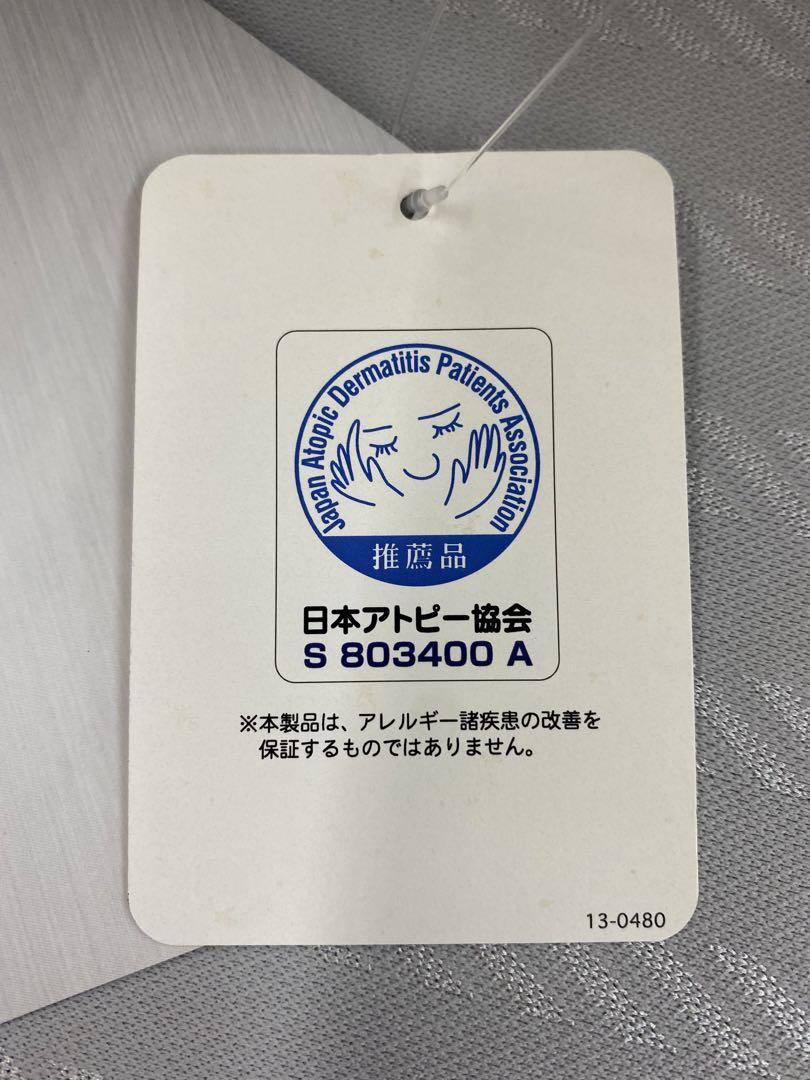 Japan Atopic Dermatitis Patients Association
推薦品
日本アトピー協会
S 803400 A
※本製品は、アレルギー諸疾患の改善を
保証するものではありません。
13-0480